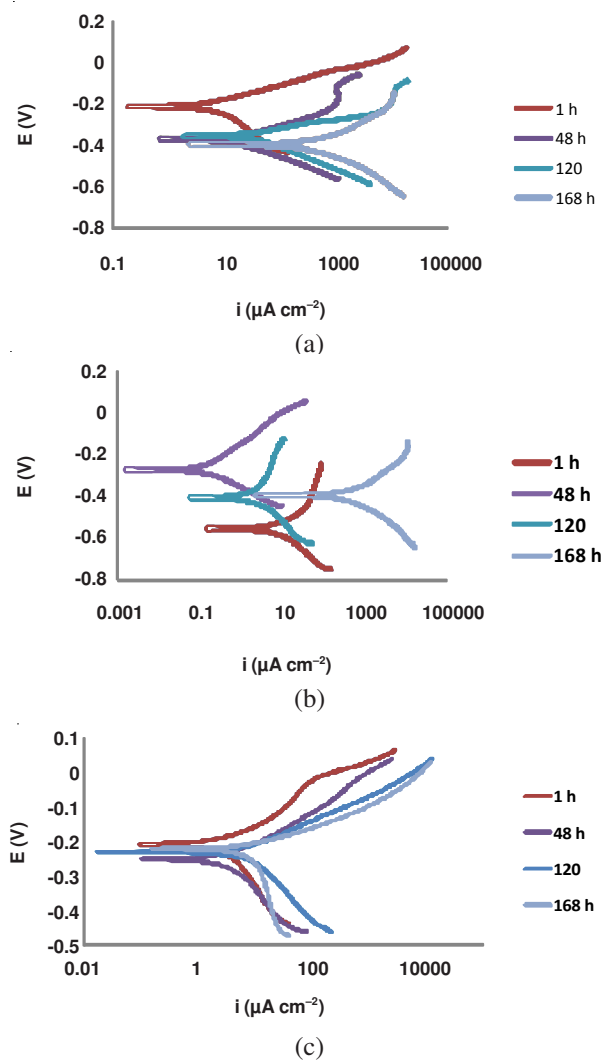 0.2
0
-0.2
-0.4
-0.6
-0.8
E (V)
0.1 10 1000 100000
i (µA cm⁻²)
1 h
48 h
120
168 h
(a)
0.2
0
-0.2
-0.4
-0.6
-0.8
E (V)
0.001 0.1 10 1000 100000
i (µA cm⁻²)
1 h
48 h
120
168 h
(b)
0.1
0
-0.1
-0.2
-0.3
-0.4
-0.5
E (V)
0.01 1 100 10000
i (µA cm⁻²)
1 h
48 h
120
168 h
(c)